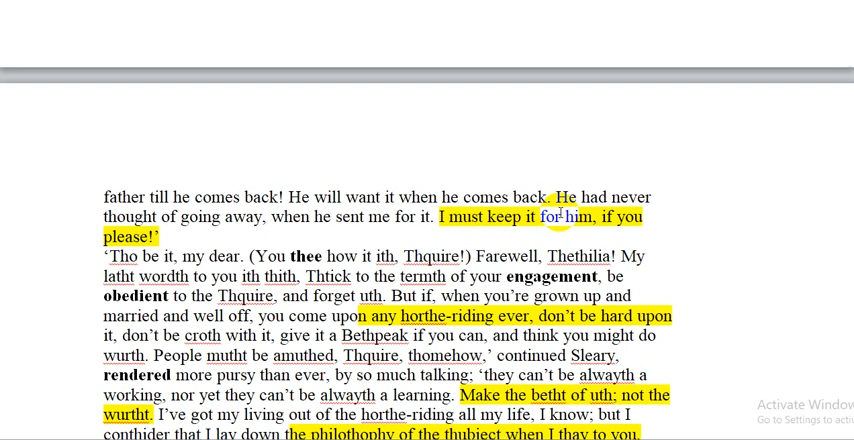 father till he comes back! He will want it when he comes back. He had never
thought of going away, when he sent me for it. I must keep it for him, if you
please!’
‘Tho be it, my dear. (You thee how it ith, Thquire!) Farewell, Thethilia! My
latht wordth to you ith thith, Thtick to the termth of your engagement, be
obedient to the Thquire, and forget uth. But if, when you’re grown up and
married and well off, you come upon any horthe-riding ever, don’t be hard upon
it, don’t be croth with it, give it a Bethpeak if you can, and think you might do
wurth. People mutht be amuthed, Thquire, thomehow,’ continued Sleary,
rendered more pursy than ever, by so much talking; ‘they can’t be alwayth a
working, nor yet they can’t be alwayth a learning. Make the betht of uth; not the
wurtht. I’ve got my living out of the horthe-riding all my life, I know; but I
conthider that I lay down the philothophy of the thubject when I thay to you,
Activate Window
Go to Settings to activ